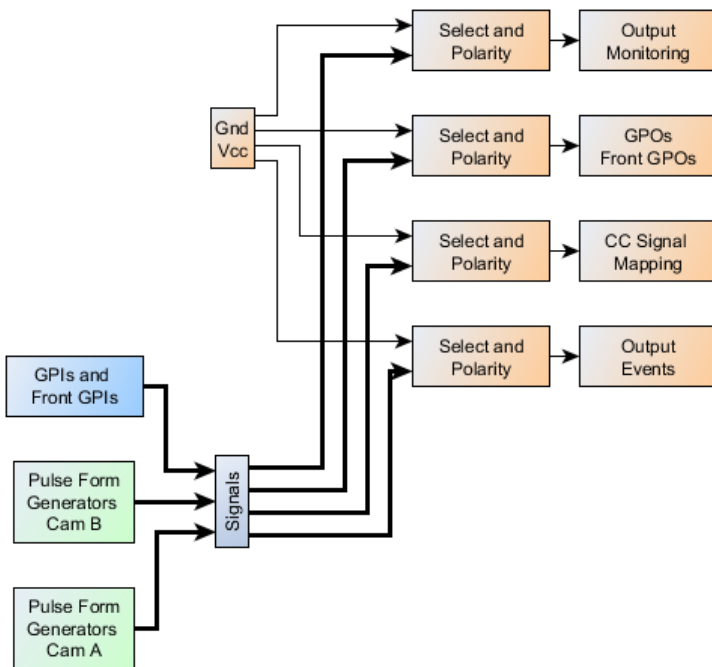 Select and
Polarity
Output
Monitoring
Gnd
Vcc
Select and
Polarity
GPOs
Front GPOs
Select and
Polarity
CC Signal
Mapping
Select and
Polarity
Output
Events
GPIs and
Front GPIs
Signals
Pulse Form
Generators
Cam B
Pulse Form
Generators
Cam A